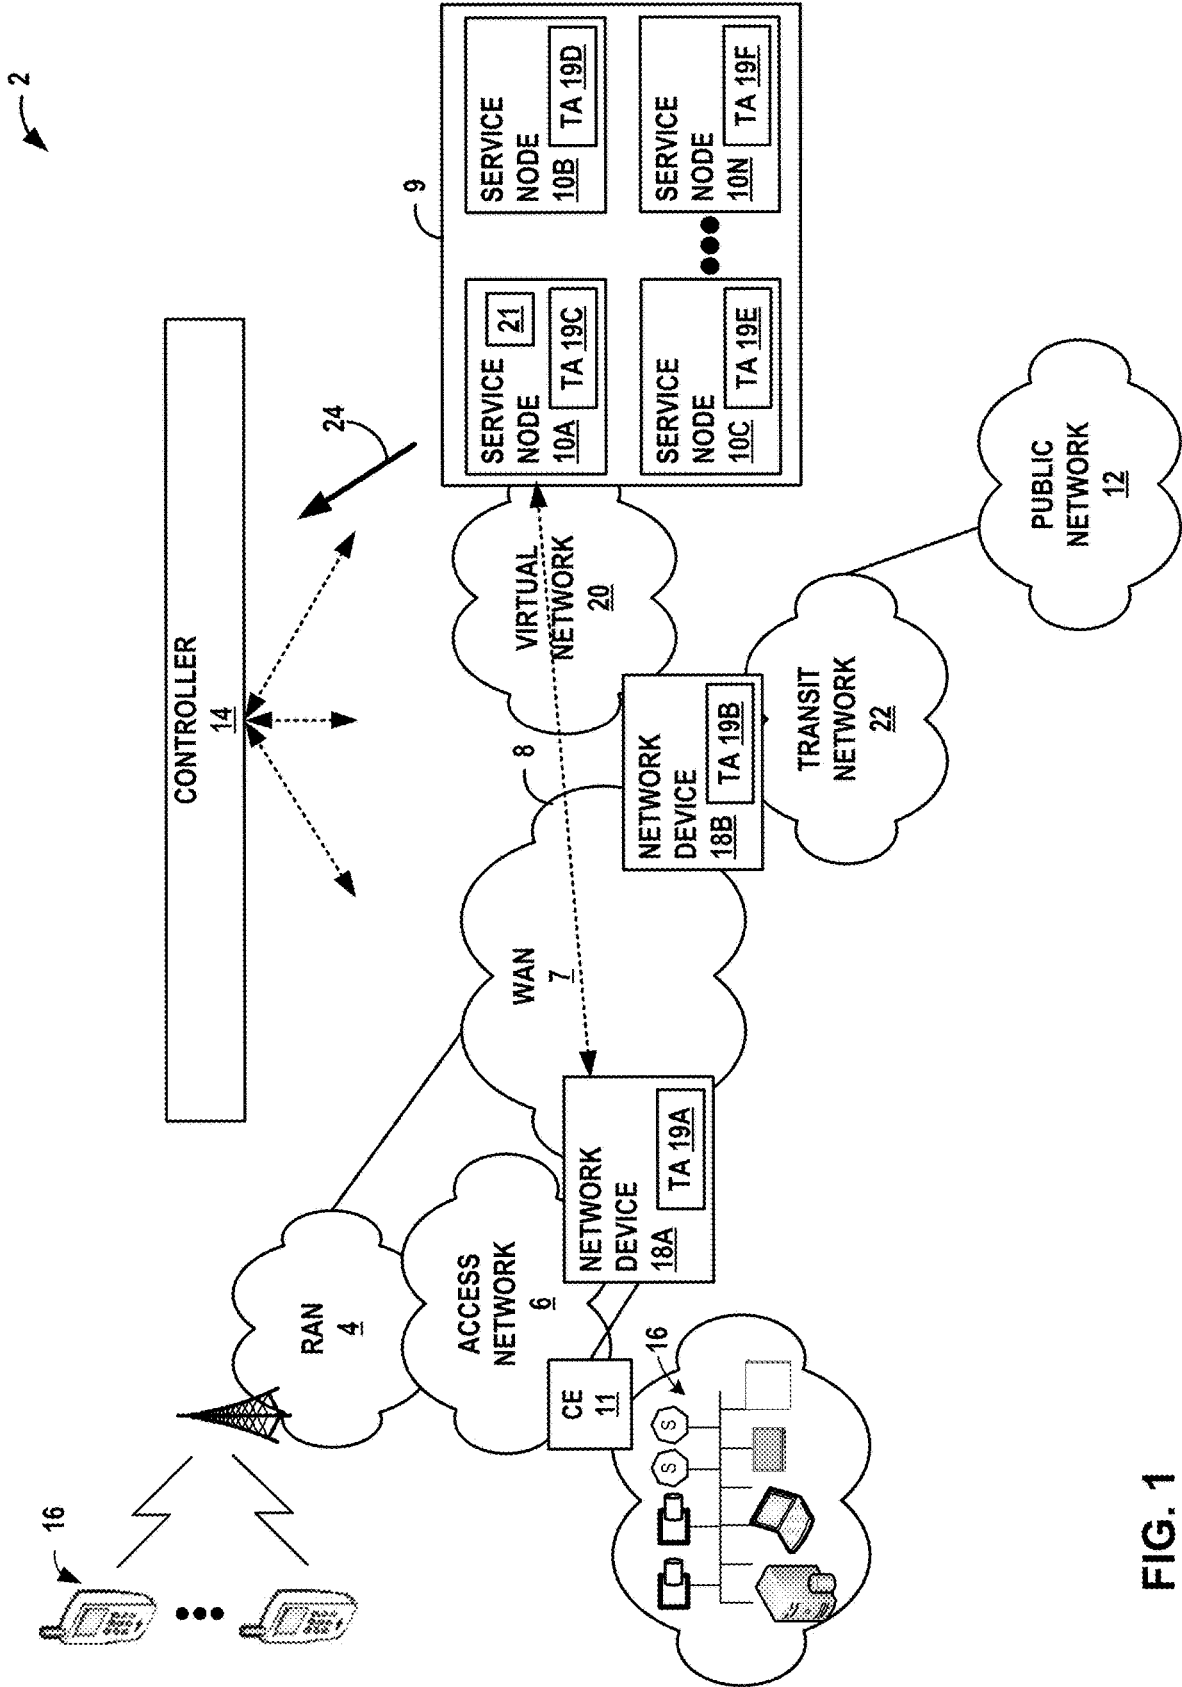 2
CONTROLLER
14
24
9
SERVICE
NODE
10A
21
TA 19C
SERVICE
NODE
10B
TA 19D
SERVICE
NODE
10C
TA 19E
SERVICE
NODE
10N
TA 19F
16
RAN
4
ACCESS
NETWORK
6
CE
11
16
S
S
NETWORK
DEVICE
18A
TA 19A
WAN
7
8
NETWORK
DEVICE
18B
TA 19B
VIRTUAL
NETWORK
20
TRANSIT
NETWORK
22
PUBLIC
NETWORK
12
FIG. 1